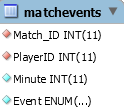 matchevents
Match_ID INT(11)
PlayerID INT(11)
Minute INT(11)
Event ENUM(...)